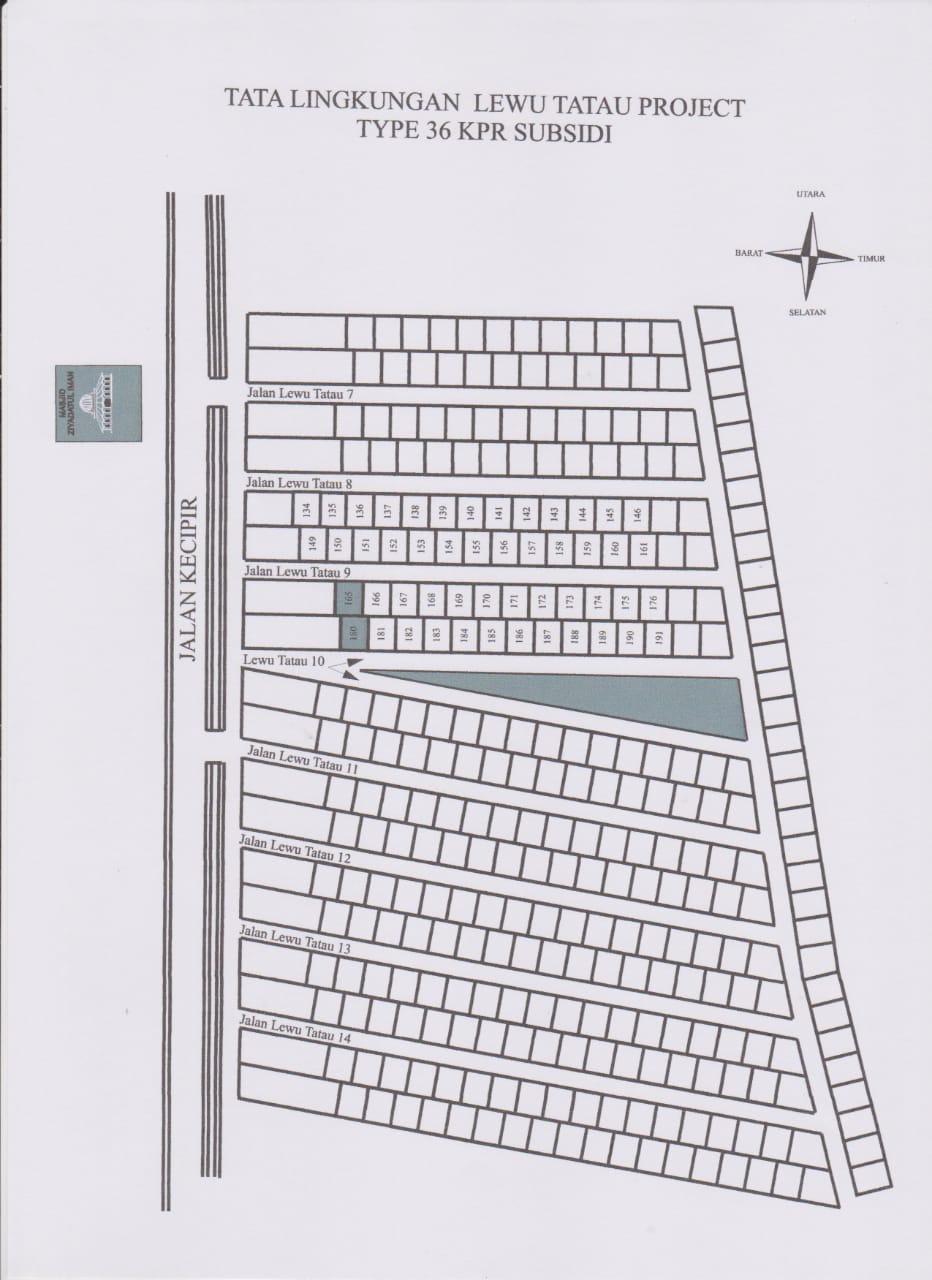 TATA LINGKUNGAN LEWU TATAU PROJECT
TYPE 36 KPR SUBSIDI
UTARA
BARAT
TIMUR
SELATAN
MASJID
ZIYADATUL IMAN
JALAN KECIPIR
Jalan Lewu Tatau 7
Jalan Lewu Tatau 8
134 135 136 137 138 139 140 141 142 143 144 145 146
149 150 151 152 153 154 155 156 157 158 159 160 161
Jalan Lewu Tatau 9
165 166 167 168 169 170 171 172 173 174 175 176
180 181 182 183 184 185 186 187 188 189 190 191
Lewu Tatau 10
Jalan Lewu Tatau 11
Jalan Lewu Tatau 12
Jalan Lewu Tatau 13
Jalan Lewu Tatau 14